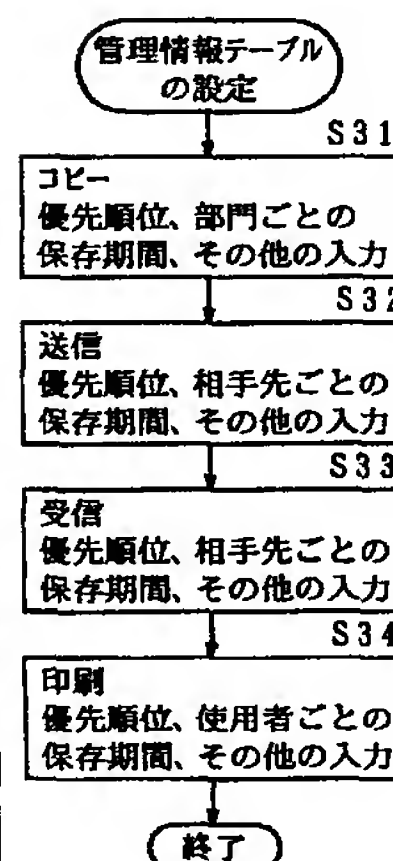 管理情報テーブル
の設定
S31
コピー
優先順位、部門ごとの
保存期間、その他の入力
S32
送信
優先順位、相手先ごとの
保存期間、その他の入力
S33
受信
優先順位、相手先ごとの
保存期間、その他の入力
S34
印刷
優先順位、使用者ごとの
保存期間、その他の入力
終了